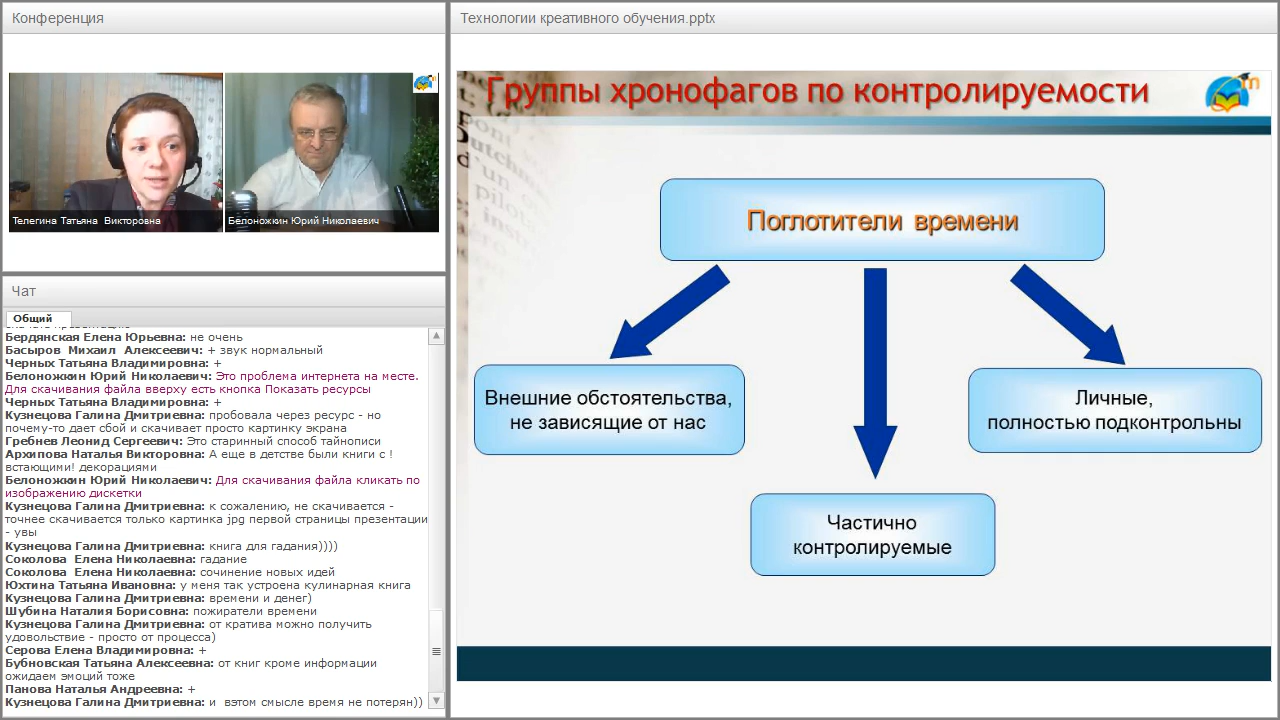 Конференция
Телегина Татьяна Викторовна
Белоножкин Юрий Николаевич
Чат
Общий
Бердянская Елена Юрьевна: не очень
Басыров Михаил Алексеевич: + звук нормальный
Черных Татьяна Владимировна: +
Белоножкин Юрий Николаевич: Это проблема интернета на месте.
Для скачивания файла вверху есть кнопка Показать ресурсы
Черных Татьяна Владимировна: +
Кузнецова Галина Дмитриевна: пробовала через ресурс - но
почему-то дает сбой и скачивает просто картинку экрана
Гребнев Леонид Сергеевич: Это старинный способ тайнописи
Архипова Наталья Викторовна: А еще в детстве были книги с !
встающими! декорациями
Белоножкин Юрий Николаевич: Для скачивания файла кликать по
изображению дискетки
Кузнецова Галина Дмитриевна: к сожалению, не скачивается -
точнее скачивается только картинка jpg первой страницы презентации
- увы
Кузнецова Галина Дмитриевна: книга для гадания))))
Соколова Елена Николаевна: гадание
Соколова Елена Николаевна: сочинение новых идей
Юхтина Татьяна Ивановна: у меня так устроена кулинарная книга
Кузнецова Галина Дмитриевна: времени и денег)
Шубина Наталия Борисовна: пожиратели времени
Кузнецова Галина Дмитриевна: от кратива можно получить
удовольствие - просто от процесса)
Серова Елена Владимировна: +
Бубновская Татьяна Алексеевна: от книг кроме информации
ожидаем эмоций тоже
Панова Наталья Андреевна: +
Кузнецова Галина Дмитриевна: и вэтом смысле время не потерян))
Технологии креативного обучения.pptx
Группы хронофагов по контролируемости
Поглотители времени
Внешние обстоятельства,
не зависящие от нас
Частично
контролируемые
Личные,
полностью подконтрольны